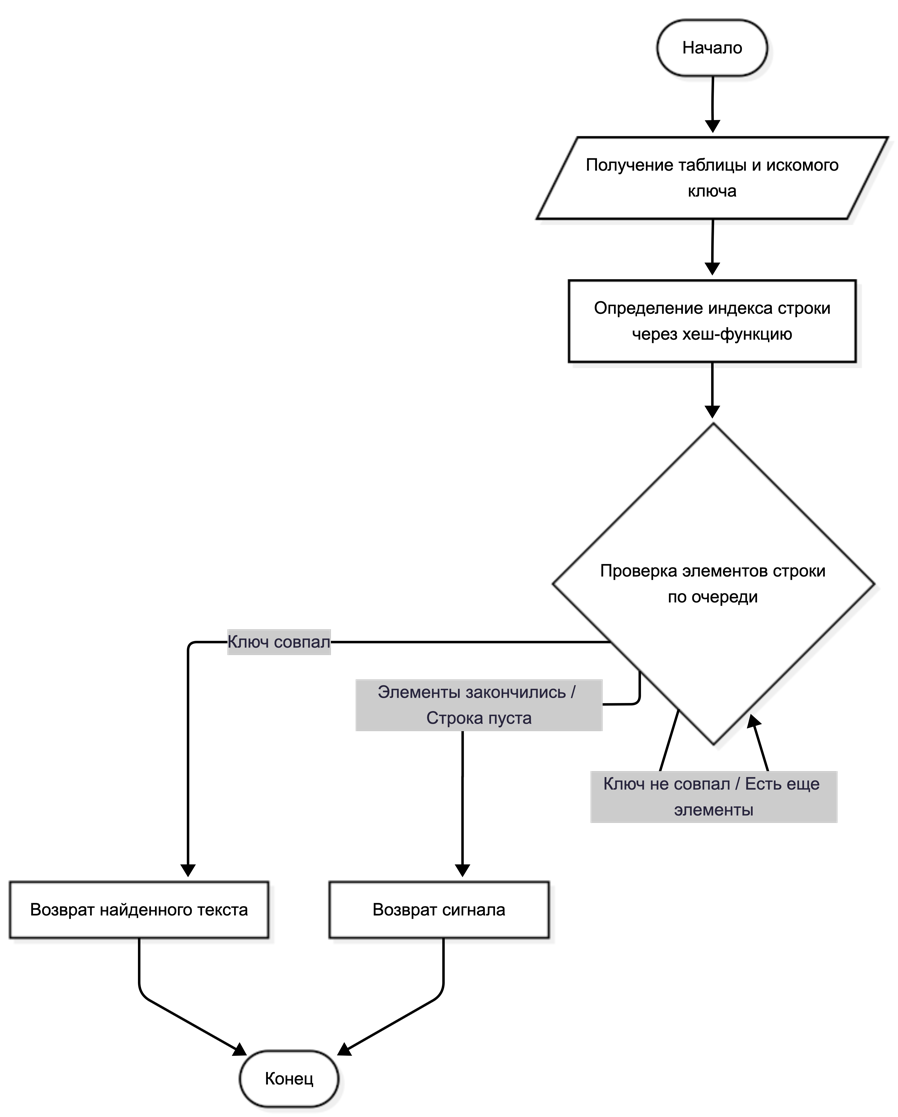 Начало
Получение таблицы и искомого
ключа
Определение индекса строки
через хеш-функцию
Проверка элементов строки
по очереди
Ключ совпал
Элементы закончились /
Строка пуста
Ключ не совпал / Есть еще
элементы
Возврат найденного текста
Возврат сигнала
Конец